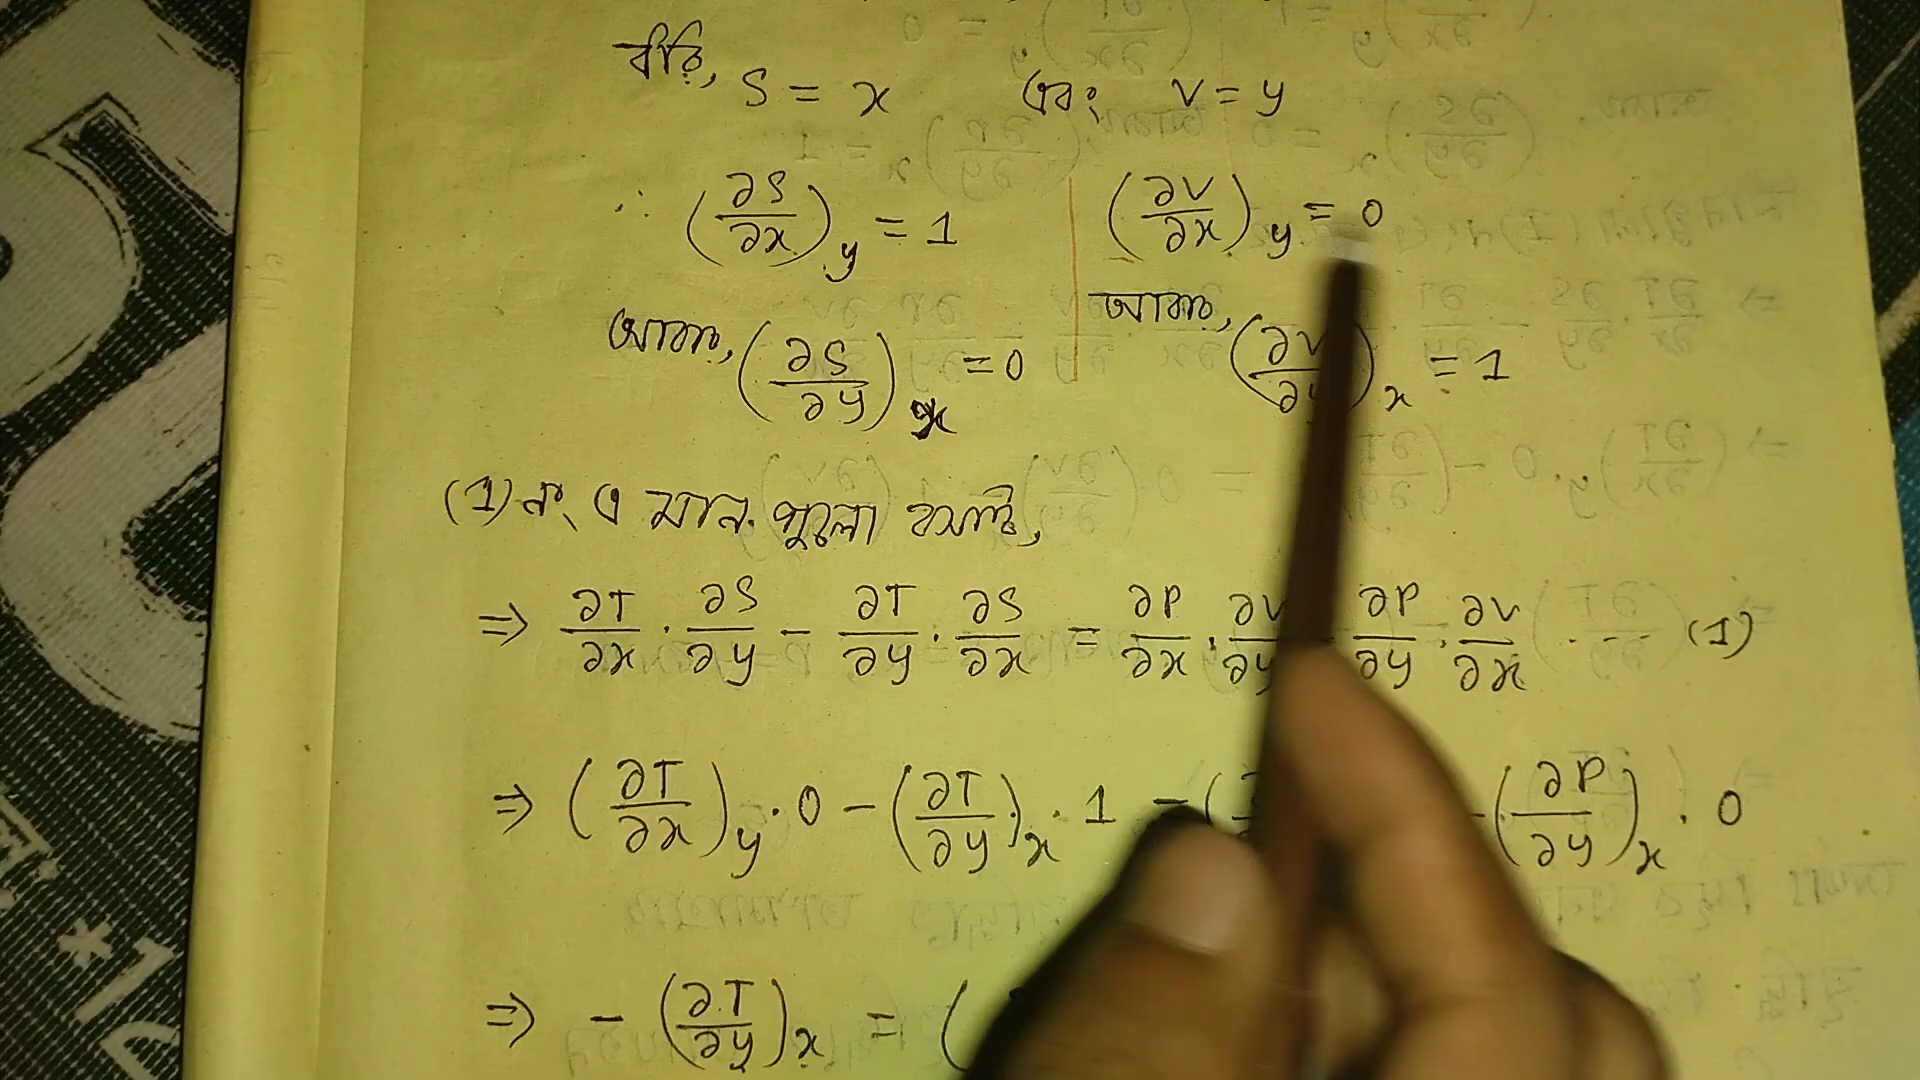 ধরি, S = x এবং V = y
∴ (∂S/∂x)_y = 1 (∂V/∂x)_y = 0
আবার, (∂S/∂y)_x = 0 আবার, (∂V/∂y)_x = 1
(1) নং এ মান গুলো বসাই,
⇒ ∂T/∂x · ∂S/∂y − ∂T/∂y · ∂S/∂x = ∂P/∂x · ∂V/∂y ∂P/∂y · ∂V/∂x (1)
⇒ (∂T/∂x)_y · 0 − (∂T/∂y)_x · 1 = ( − (∂P/∂y)_x · 0
⇒ − (∂T/∂y)_x = (